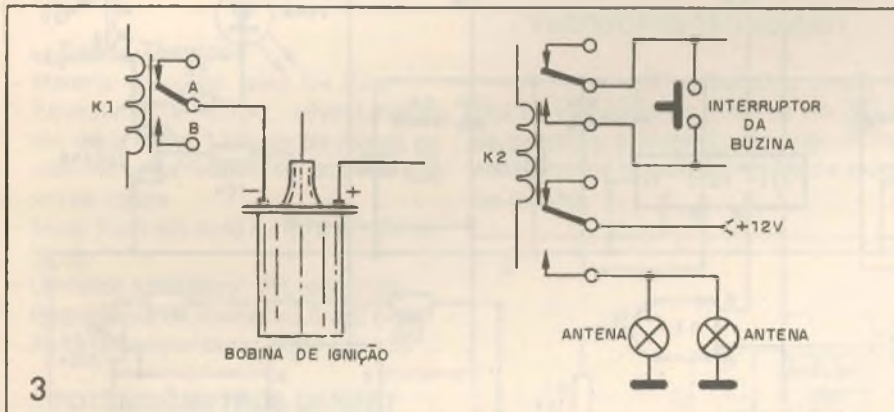 K1
A
B
-
+
BOBINA DE IGNIÇÃO
3
K2
INTERRUPTOR
DA
BUZINA
+12V
ANTENA
ANTENA